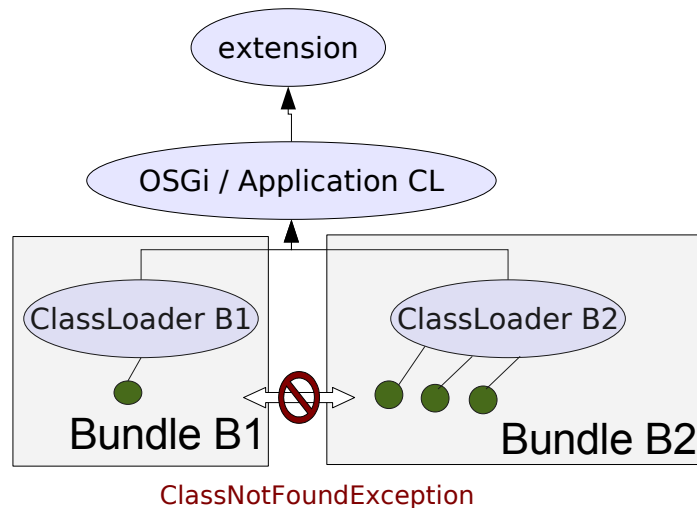 extension
OSGi / Application CL
ClassLoader B1
ClassLoader B2
Bundle B1
Bundle B2
ClassNotFoundException